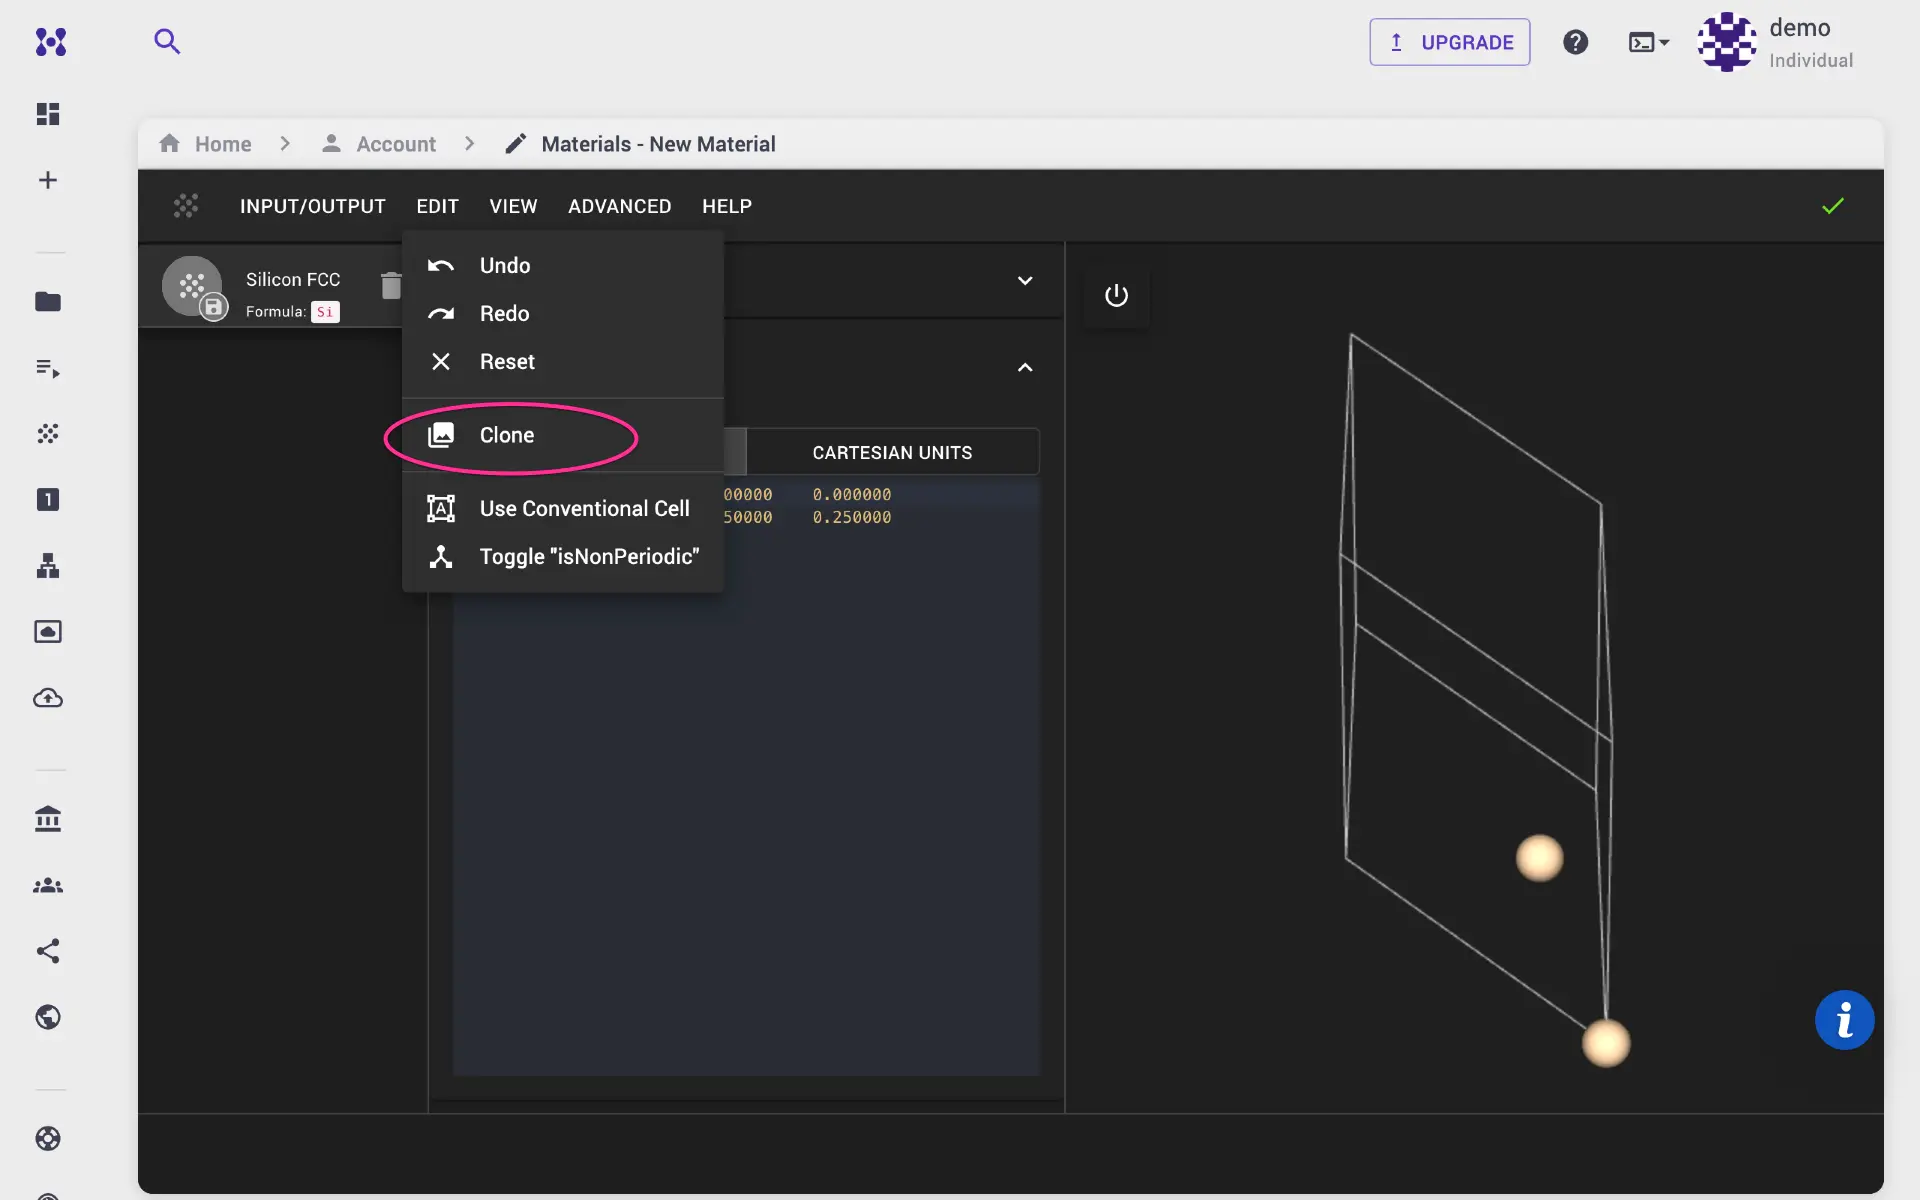 UPGRADE
demo
Individual
Home
Account
Materials - New Material
INPUT/OUTPUT
EDIT
VIEW
ADVANCED
HELP
Silicon FCC
Formula: Si
Undo
Redo
Reset
Clone
Use Conventional Cell
Toggle "isNonPeriodic"
CARTESIAN UNITS
00000 0.000000
50000 0.250000